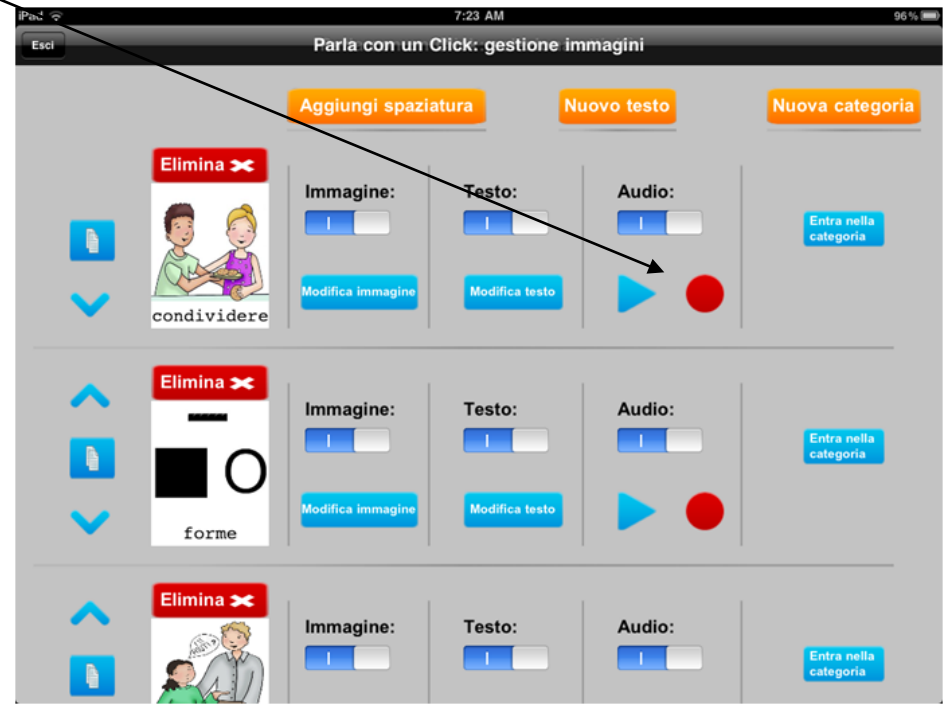 iPad
7:23 AM
96%
Esci
Parla con un Click: gestione immagini
Aggiungi spaziatura
Nuovo testo
Nuova categoria
Elimina
condividere
Immagine:
Modifica immagine
Testo:
Modifica testo
Audio:
Entra nella
categoria
Elimina
forme
Immagine:
Modifica immagine
Testo:
Modifica testo
Audio:
Entra nella
categoria
Elimina
Immagine:
Testo:
Audio:
Entra nella
categoria